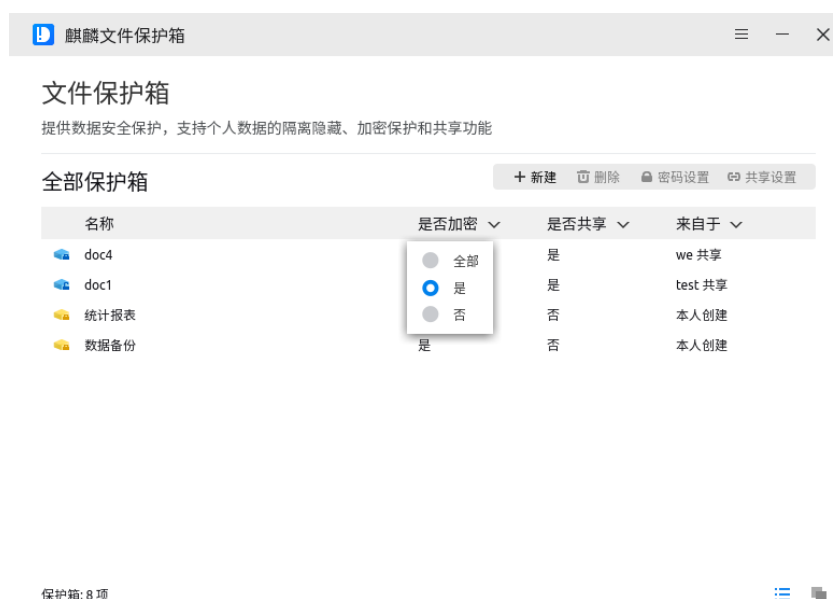 麒麟文件保护箱
文件保护箱
提供数据安全保护，支持个人数据的隔离隐藏、加密保护和共享功能
全部保护箱 新建 删除 密码设置 共享设置
名称 是否加密 是否共享 来自于
doc4 是 we 共享
doc1 是 test 共享
统计报表 否 本人创建
数据备份 是 否 本人创建
全部
是
否
保护箱: 8 项